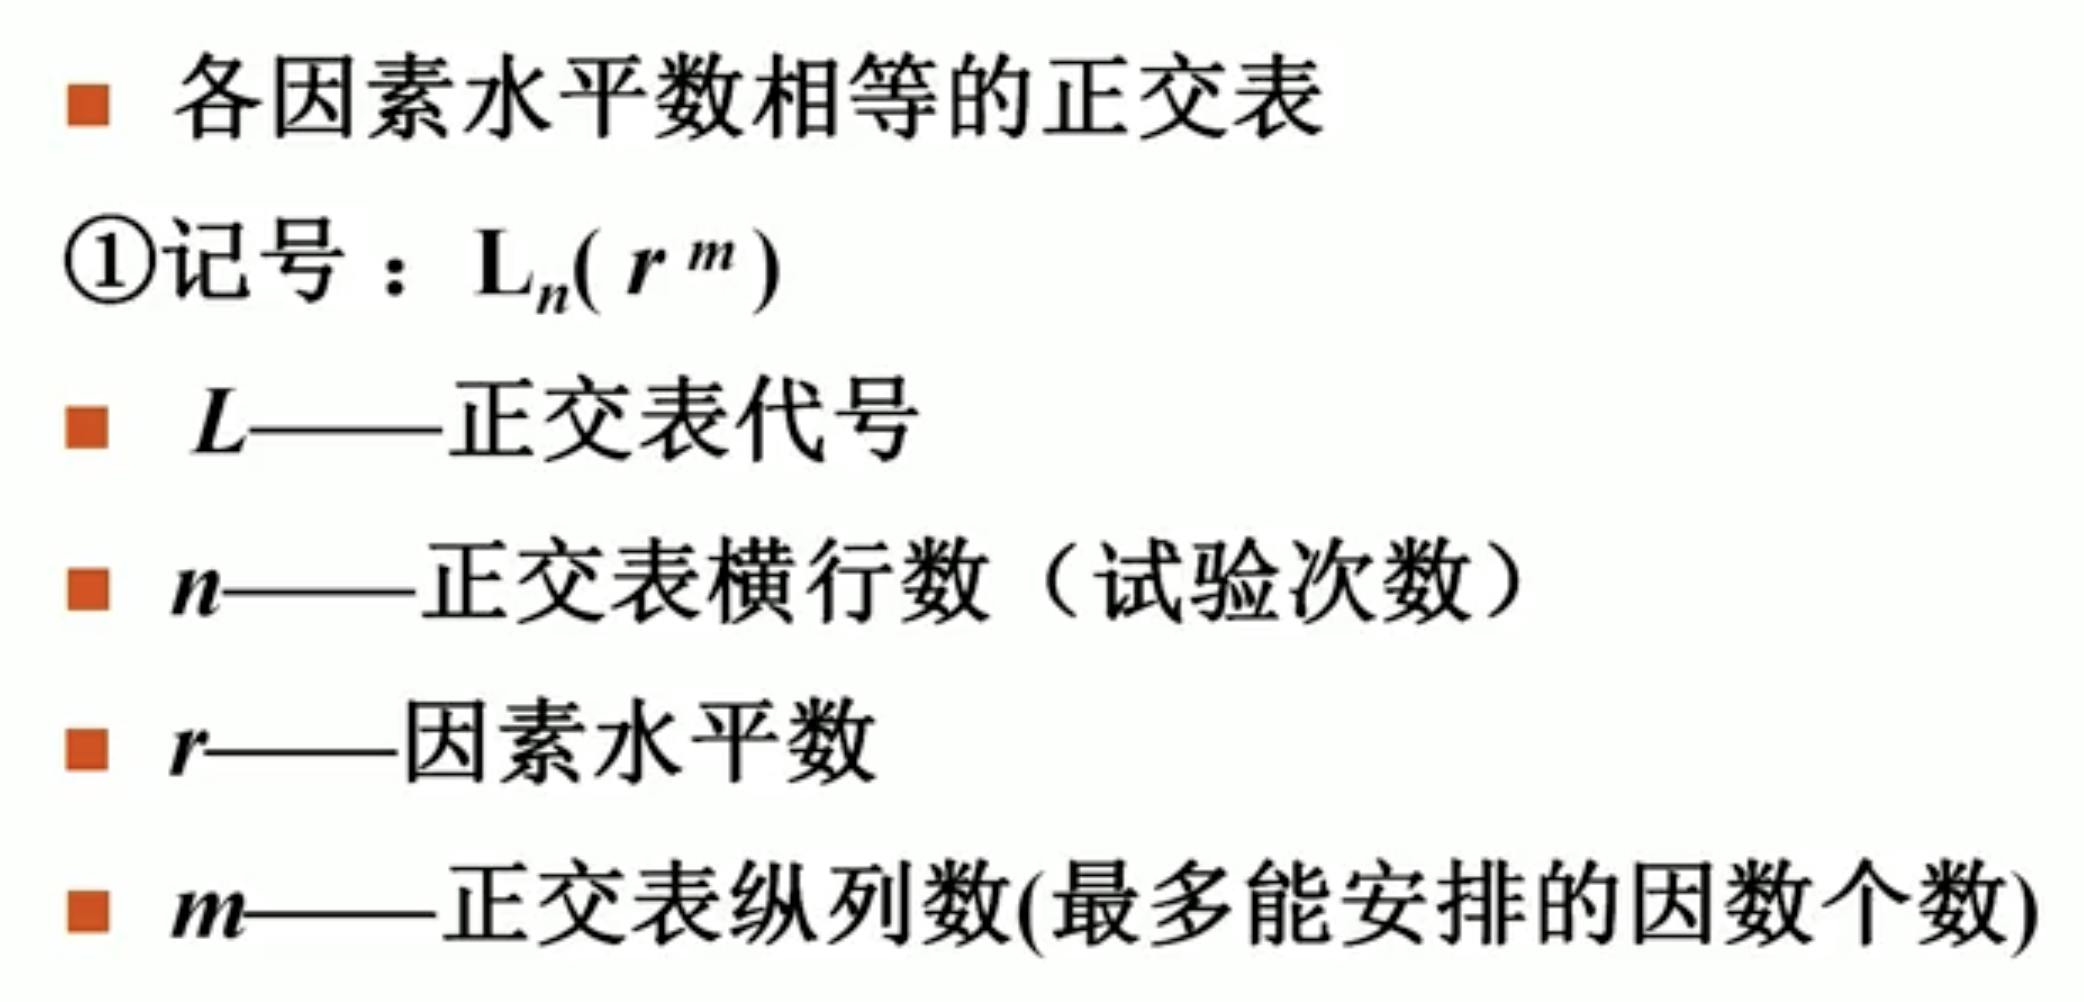 ■ 各因素水平数相等的正交表
①记号：Lₙ( r ᵐ )
■ L——正交表代号
■ n——正交表横行数（试验次数）
■ r——因素水平数
■ m——正交表纵列数(最多能安排的因数个数)